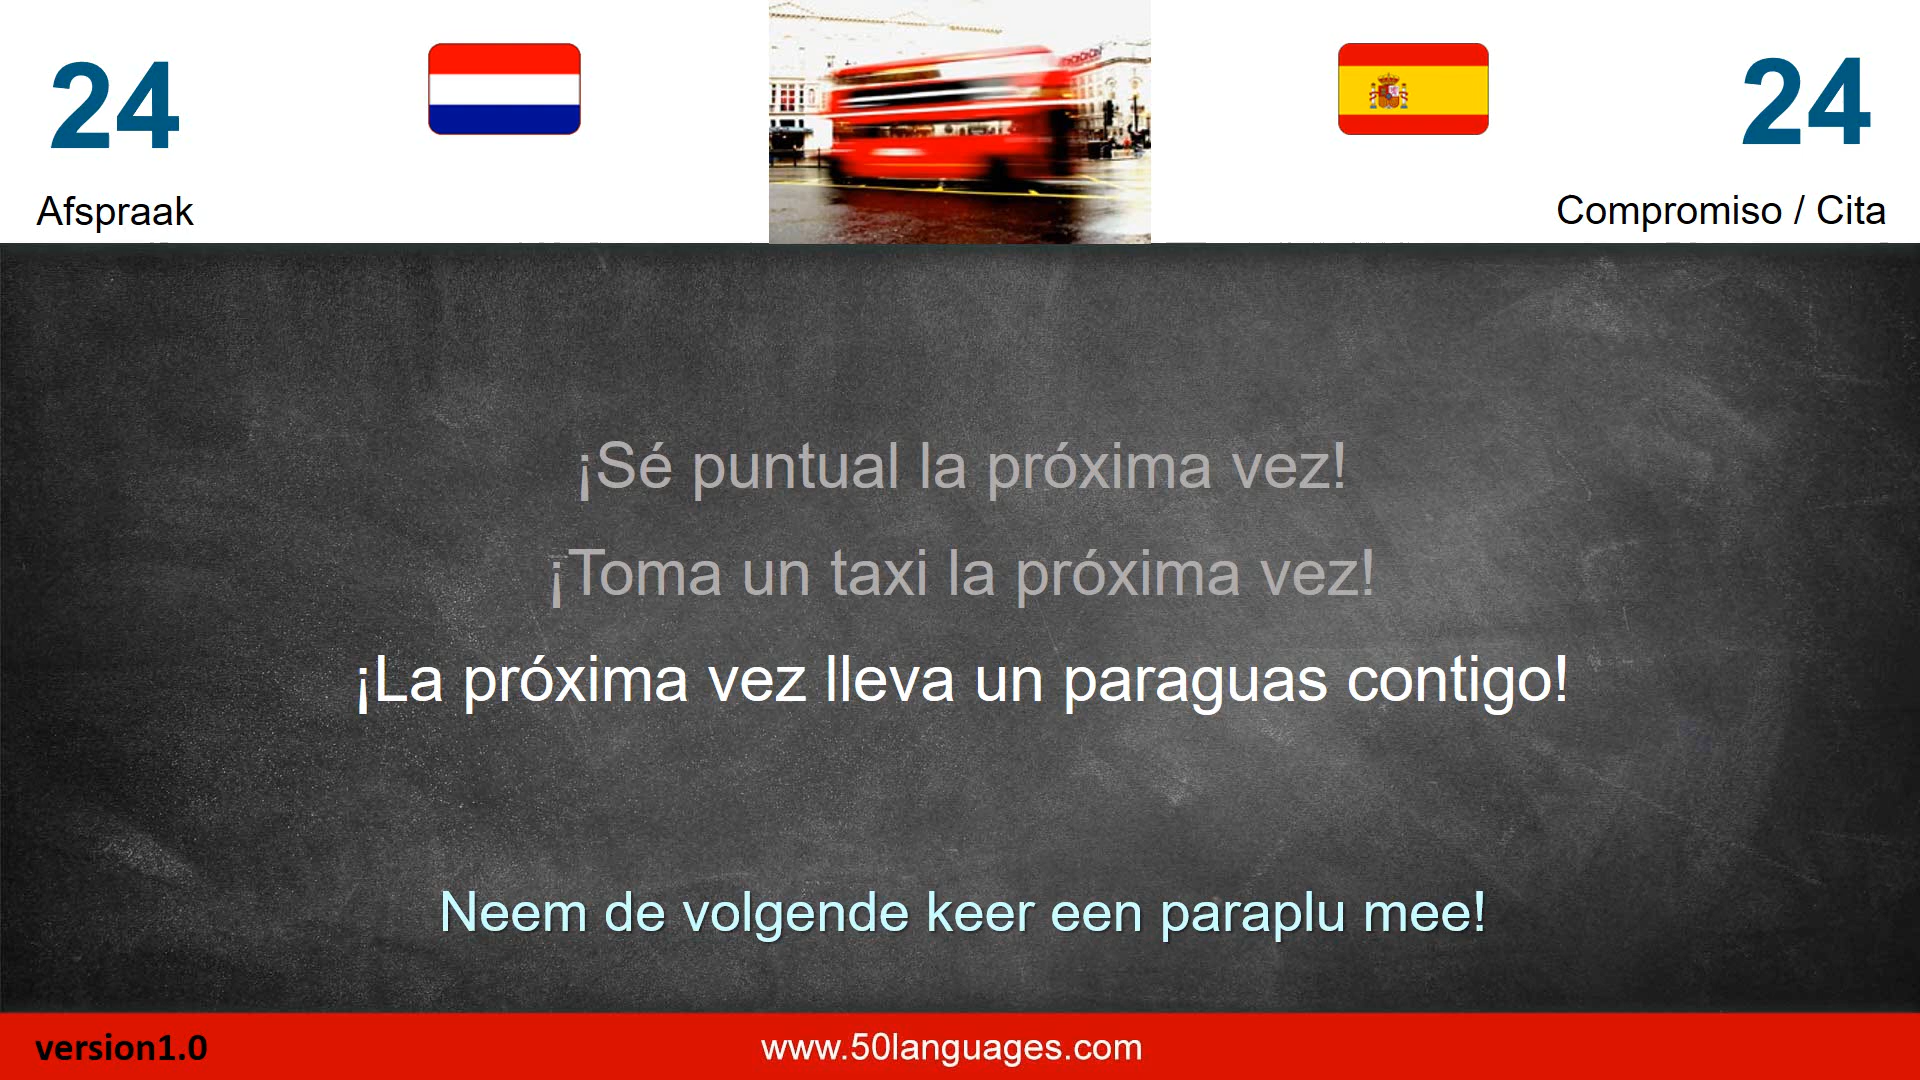 24
24
Afspraak
Compromiso / Cita
¡Sé puntual la próxima vez!
¡Toma un taxi la próxima vez!
¡La próxima vez lleva un paraguas contigo!
Neem de volgende keer een paraplu mee!
version1.0
www.50languages.com